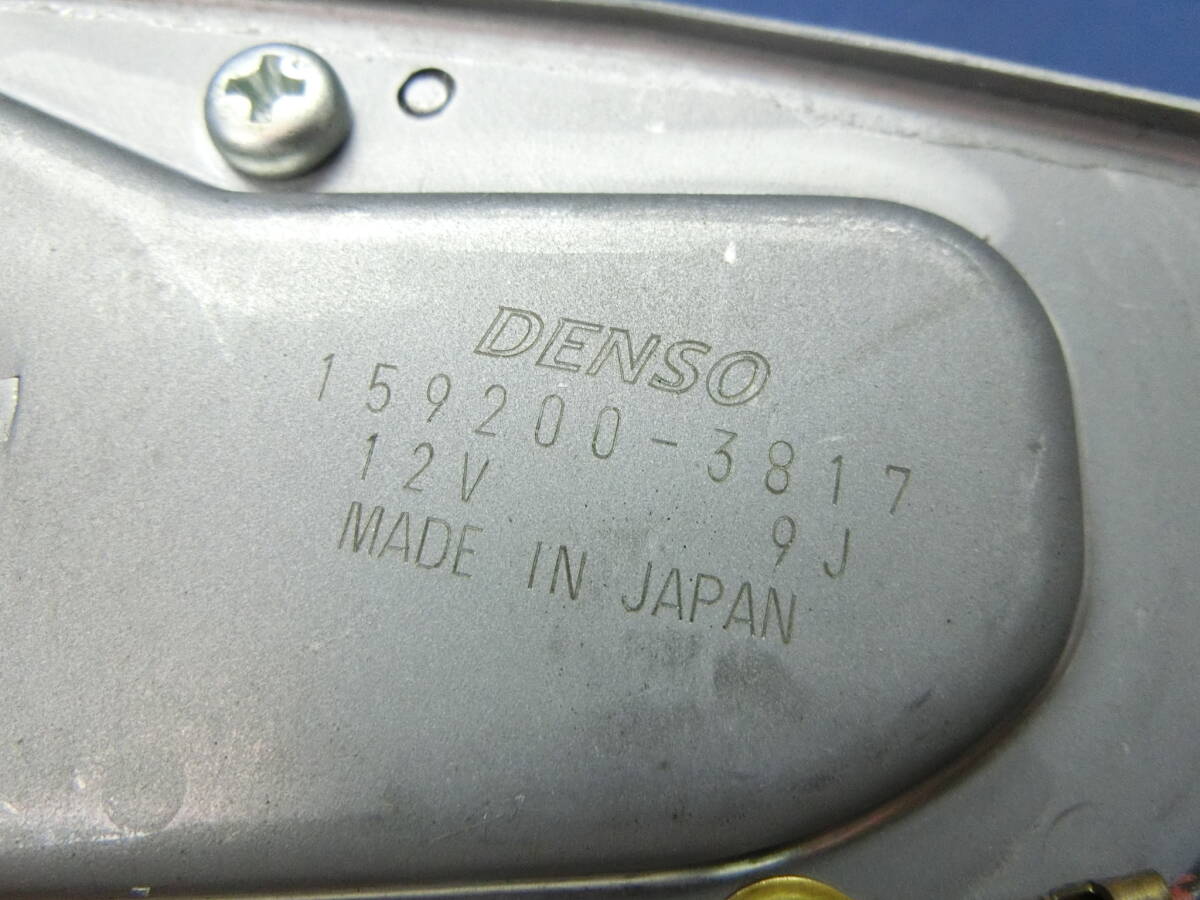 DENSO
159200-3817
12V 9J
MADE IN JAPAN